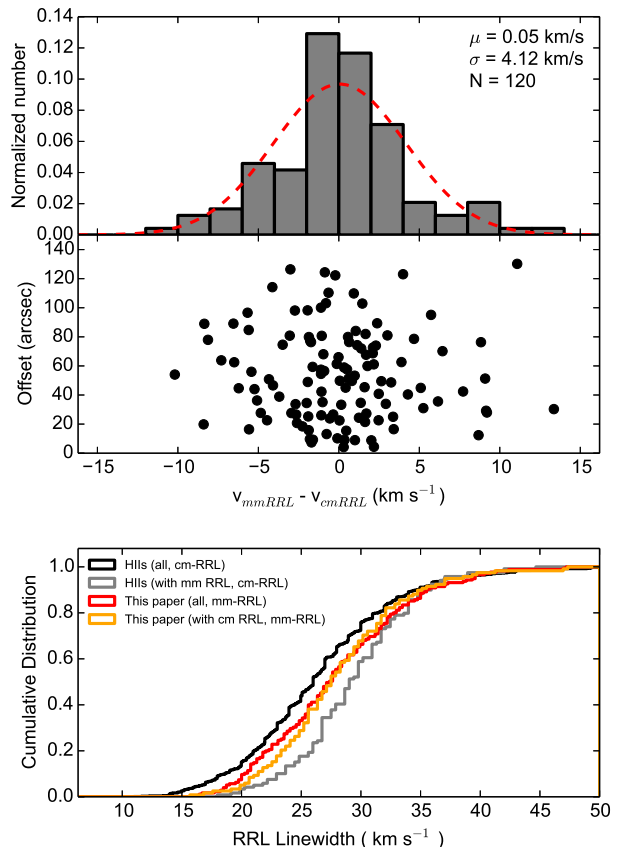 0.14
0.12
0.10
0.08
0.06
0.04
0.02
0.00
Normalized number
μ = 0.05 km/s
σ = 4.12 km/s
N = 120
140
120
100
80
60
40
20
0
Offset (arcsec)
−15 −10 −5 0 5 10 15
v_mmRRL - v_cmRRL (km s⁻¹)
1.0
0.8
0.6
0.4
0.2
0.0
Cumulative Distribution
HIIs (all, cm-RRL)
HIIs (with mm RRL, cm-RRL)
This paper (all, mm-RRL)
This paper (with cm RRL, mm-RRL)
10 15 20 25 30 35 40 45 50
RRL Linewidth ( km s⁻¹ )